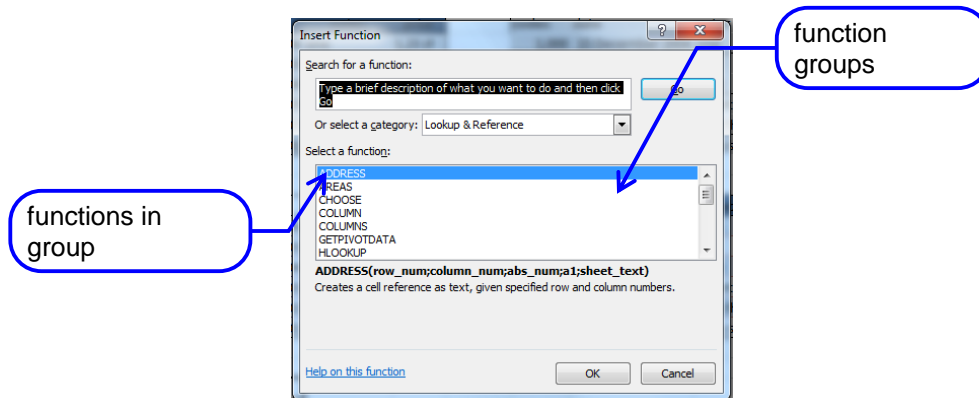 Insert Function
function
groups
Search for a function:
Type a brief description of what you want to do and then click
Go
Go
Or select a category: Lookup & Reference
Select a function:
ADDRESS
AREAS
CHOOSE
COLUMN
COLUMNS
GETPIVOTDATA
HLOOKUP
functions in
group
ADDRESS(row_num;column_num;abs_num;a1;sheet_text)
Creates a cell reference as text, given specified row and column numbers.
Help on this function
OK
Cancel